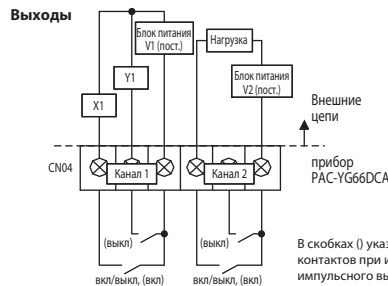 Выходы
Блок питания
V1 (пост.)
Нагрузка
Y1
Блок питания
V2 (пост.)
X1
Внешние
цепи
CN04
Канал 1
Канал 2
прибор
PAC-YG66DCA
(выкл)
(выкл)
В скобках () указ
контактов при и
импульсного вы
вкл/выкл, (вкл)
вкл/выкл, (вкл)